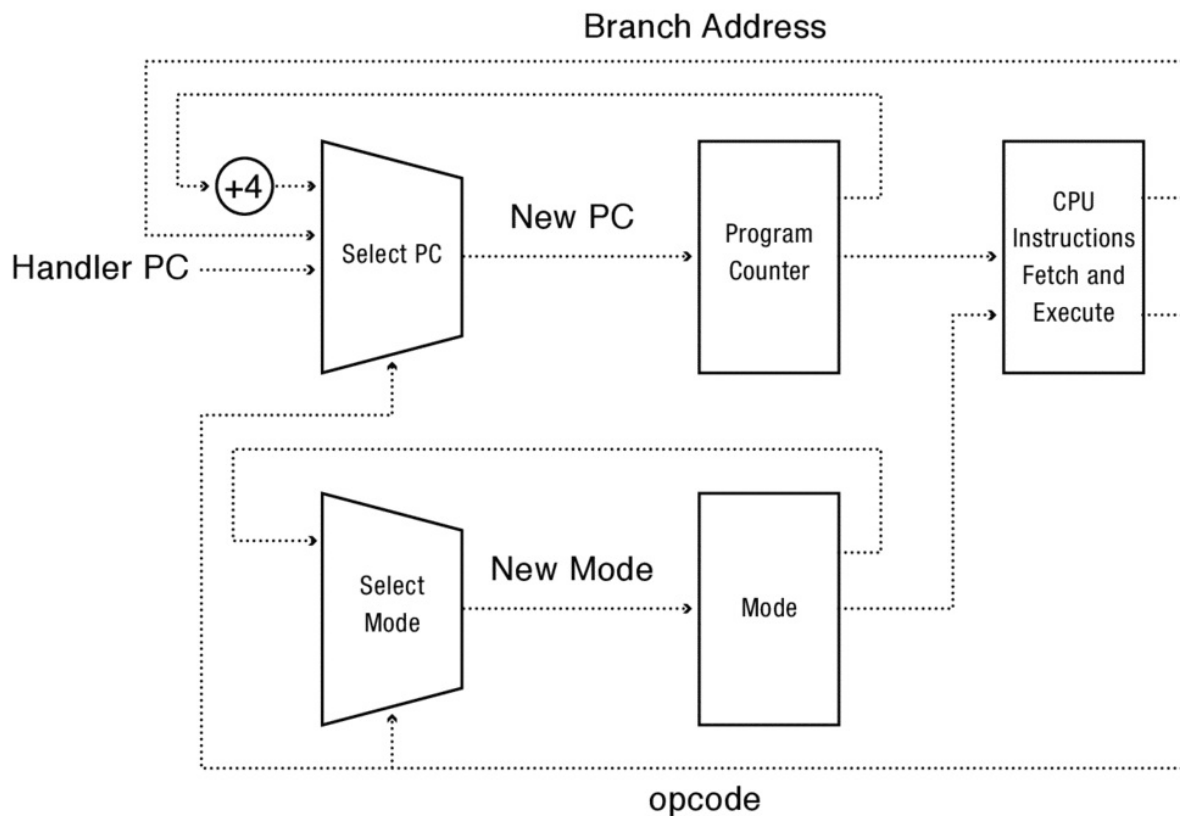 Branch Address
+4
Handler PC
Select PC
New PC
Program
Counter
CPU
Instructions
Fetch and
Execute
Select
Mode
New Mode
Mode
opcode